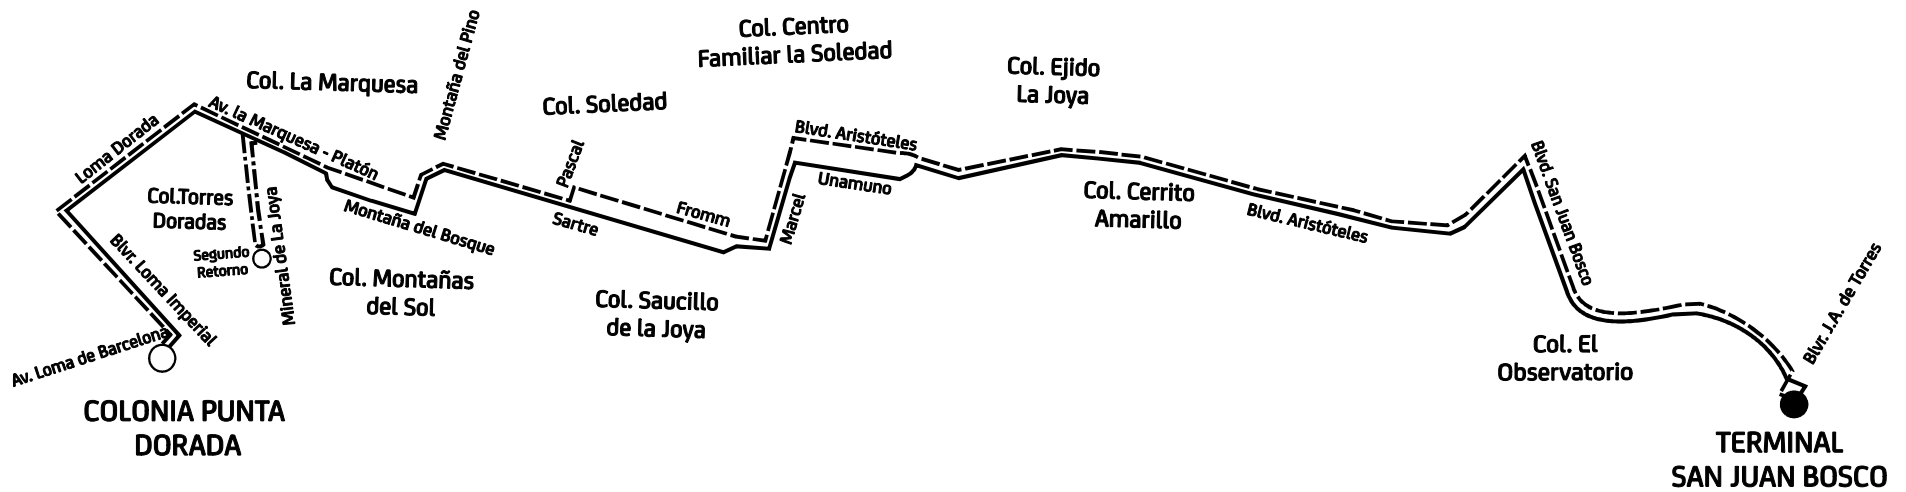 Col. Centro
Familiar la Soledad
Montaña del Pino
Col. La Marquesa
Col. Soledad
Col. Ejido
La Joya
Loma Dorada
Av. la Marquesa - Platón
Pascal
Blvd. Aristóteles
Unamuno
Col.Torres
Doradas
Mineral de La Joya
Segundo
Retorno
Montaña del Bosque
Sartre
Fromm
Marcel
Col. Cerrito
Amarillo
Blvd. Aristóteles
Blvd. San Juan Bosco
Blvr. Loma Imperial
Col. Montañas
del Sol
Col. Saucillo
de la Joya
Av. Loma de Barcelona
Col. El
Observatorio
Blvr. J.A. de Torres
COLONIA PUNTA
DORADA
TERMINAL
SAN JUAN BOSCO